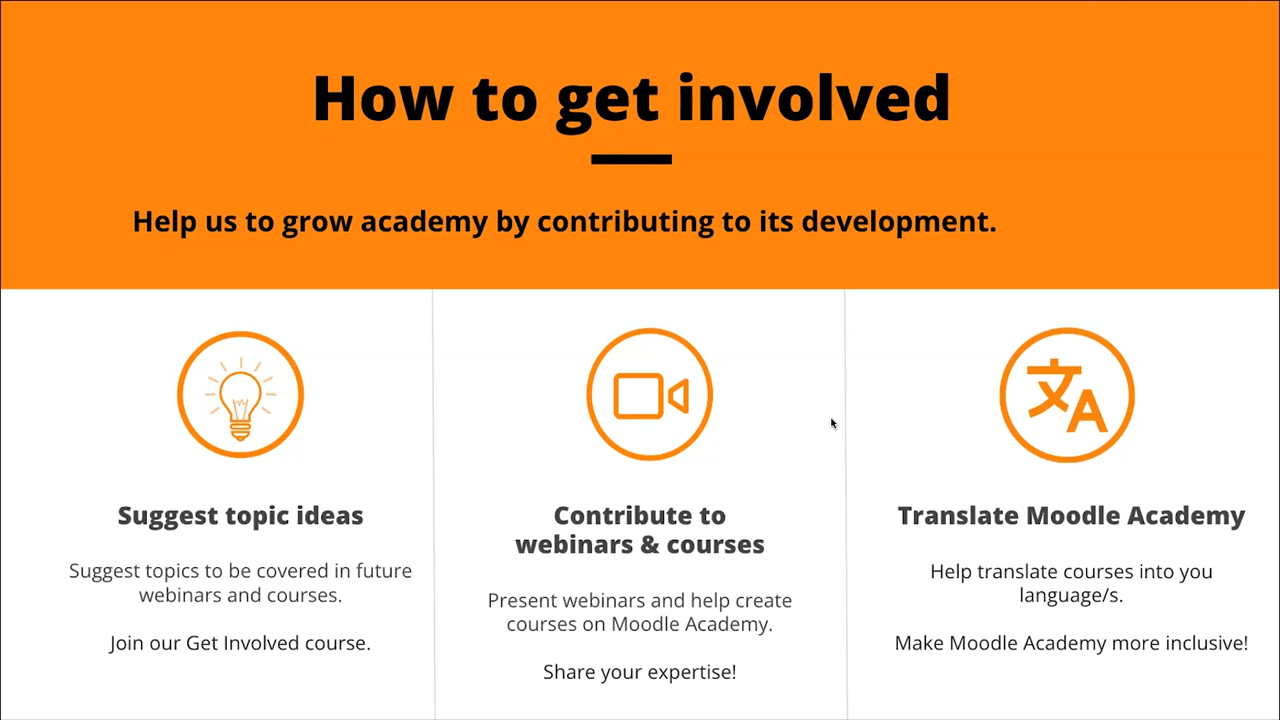 How to get involved
Help us to grow academy by contributing to its development.
Suggest topic ideas
Suggest topics to be covered in future
webinars and courses.
Join our Get Involved course.
Contribute to
webinars & courses
Present webinars and help create
courses on Moodle Academy.
Share your expertise!
文A
Translate Moodle Academy
Help translate courses into you
language/s.
Make Moodle Academy more inclusive!